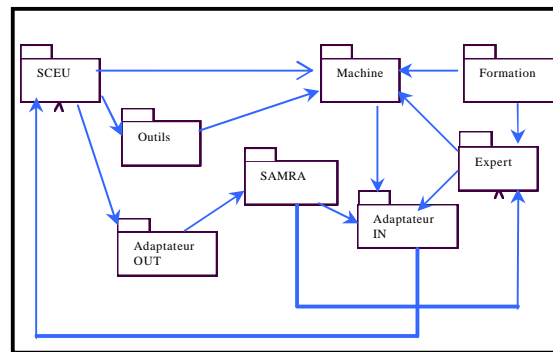 SCEU
Machine
Formation
Outils
Expert
SAMRA
Adaptateur
OUT
Adaptateur
IN